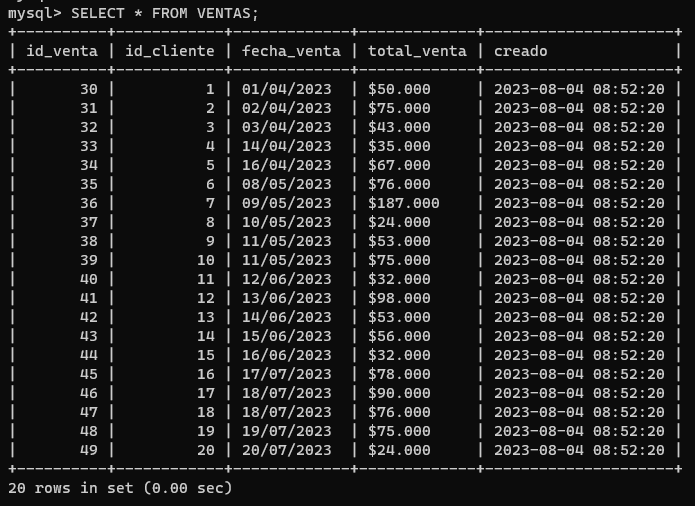 mysql> SELECT * FROM VENTAS;
+----------+------------+-------------+-------------+---------------------+
| id_venta | id_cliente | fecha_venta | total_venta | creado              |
+----------+------------+-------------+-------------+---------------------+
|       30 |          1 | 01/04/2023  | $50.000     | 2023-08-04 08:52:20 |
|       31 |          2 | 02/04/2023  | $75.000     | 2023-08-04 08:52:20 |
|       32 |          3 | 03/04/2023  | $43.000     | 2023-08-04 08:52:20 |
|       33 |          4 | 14/04/2023  | $35.000     | 2023-08-04 08:52:20 |
|       34 |          5 | 16/04/2023  | $67.000     | 2023-08-04 08:52:20 |
|       35 |          6 | 08/05/2023  | $76.000     | 2023-08-04 08:52:20 |
|       36 |          7 | 09/05/2023  | $187.000    | 2023-08-04 08:52:20 |
|       37 |          8 | 10/05/2023  | $24.000     | 2023-08-04 08:52:20 |
|       38 |          9 | 11/05/2023  | $53.000     | 2023-08-04 08:52:20 |
|       39 |         10 | 11/05/2023  | $75.000     | 2023-08-04 08:52:20 |
|       40 |         11 | 12/06/2023  | $32.000     | 2023-08-04 08:52:20 |
|       41 |         12 | 13/06/2023  | $98.000     | 2023-08-04 08:52:20 |
|       42 |         13 | 14/06/2023  | $53.000     | 2023-08-04 08:52:20 |
|       43 |         14 | 15/06/2023  | $56.000     | 2023-08-04 08:52:20 |
|       44 |         15 | 16/06/2023  | $32.000     | 2023-08-04 08:52:20 |
|       45 |         16 | 17/07/2023  | $78.000     | 2023-08-04 08:52:20 |
|       46 |         17 | 18/07/2023  | $90.000     | 2023-08-04 08:52:20 |
|       47 |         18 | 18/07/2023  | $76.000     | 2023-08-04 08:52:20 |
|       48 |         19 | 19/07/2023  | $75.000     | 2023-08-04 08:52:20 |
|       49 |         20 | 20/07/2023  | $24.000     | 2023-08-04 08:52:20 |
+----------+------------+-------------+-------------+---------------------+
20 rows in set (0.00 sec)